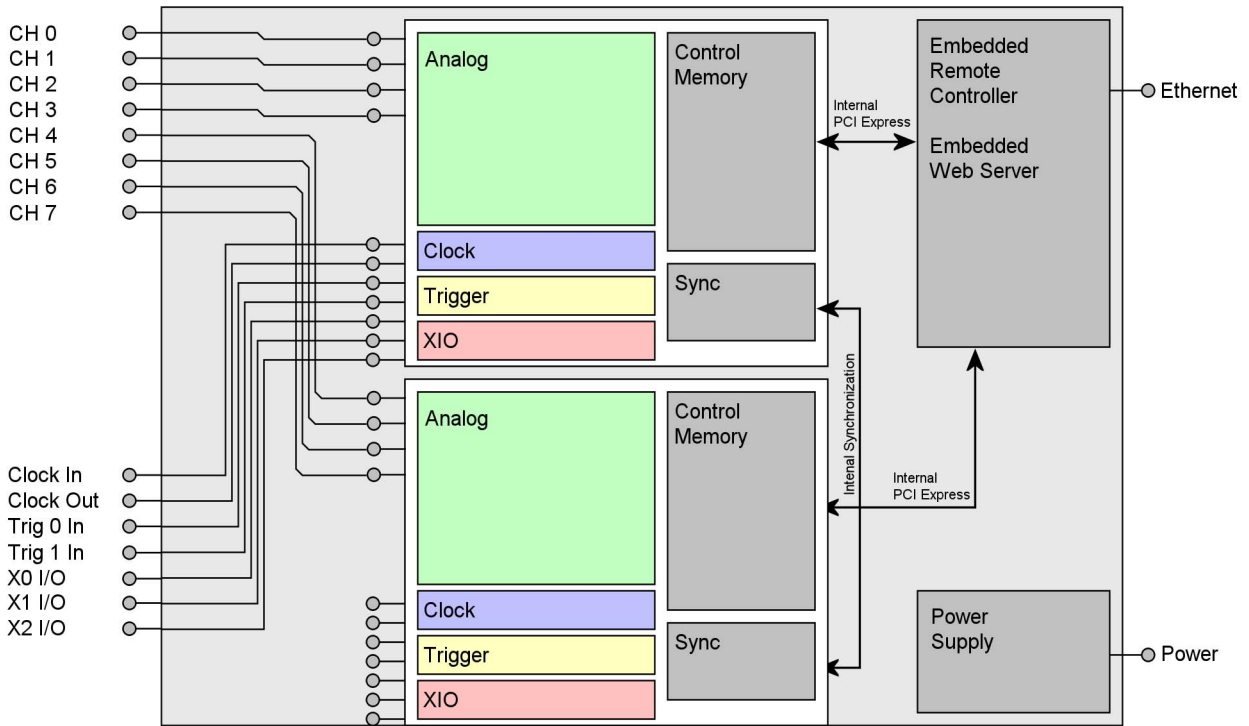 CH 0
CH 1
CH 2
CH 3
CH 4
CH 5
CH 6
CH 7
Clock In
Clock Out
Trig 0 In
Trig 1 In
X0 I/O
X1 I/O
X2 I/O
Analog
Clock
Trigger
XIO
Control
Memory
Sync
Analog
Clock
Trigger
XIO
Control
Memory
Sync
Internal
PCI Express
Intenal Synchronization
Internal
PCI Express
Embedded
Remote
Controller
Embedded
Web Server
Power
Supply
Ethernet
Power